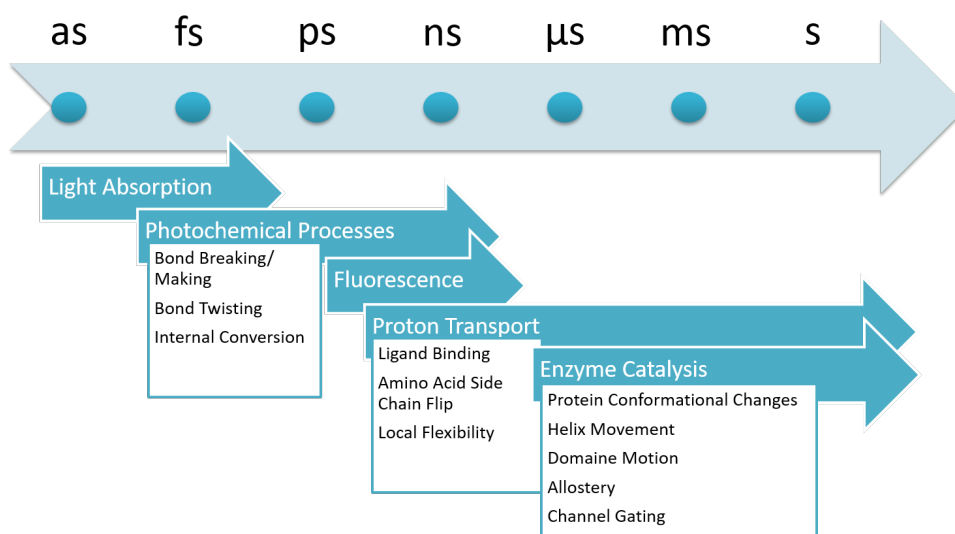 as fs ps ns µs ms s
Light Absorption
Photochemical Processes
Bond Breaking/
Making
Bond Twisting
Internal Conversion
Fluorescence
Proton Transport
Ligand Binding
Amino Acid Side
Chain Flip
Local Flexibility
Enzyme Catalysis
Protein Conformational Changes
Helix Movement
Domaine Motion
Allostery
Channel Gating